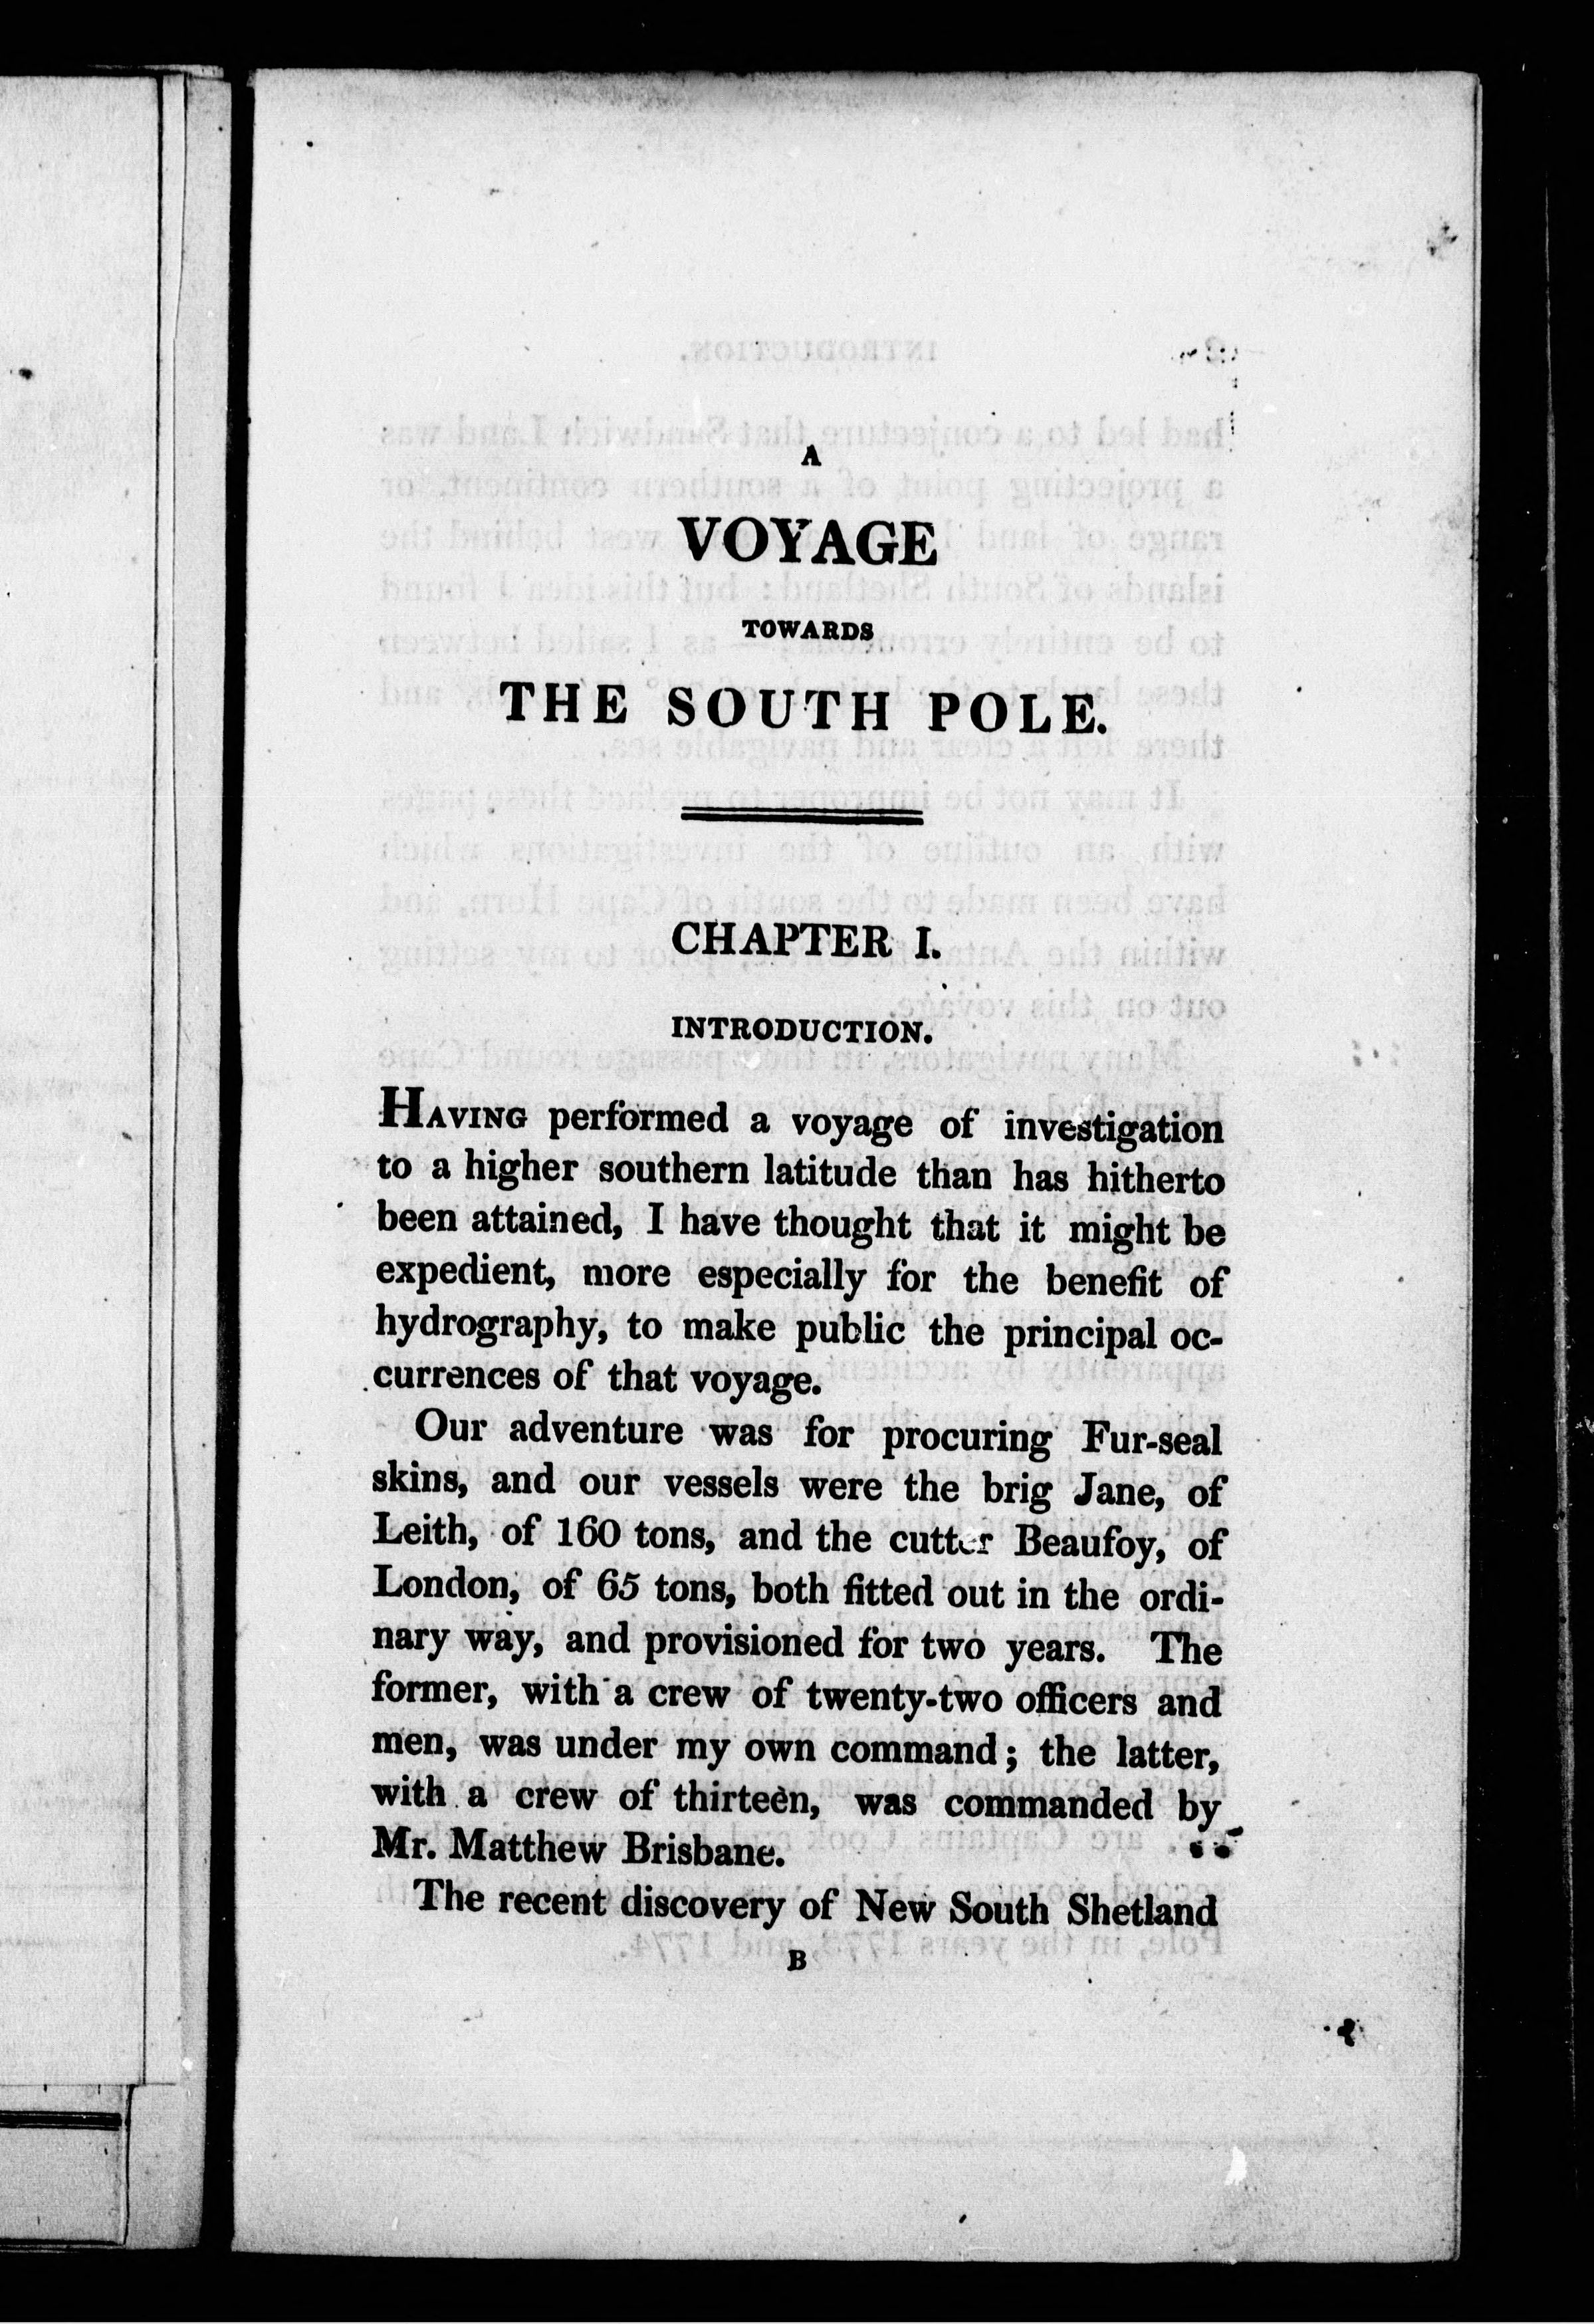 A
VOYAGE
TOWARDS
THE SOUTH POLE.
CHAPTER I.
INTRODUCTION.
HAVING performed a voyage of investigation
to a higher southern latitude than has hitherto
been attained, I have thought that it might be
expedient, more especially for the benefit of
hydrography, to make public the principal oc-
currences of that voyage.
Our adventure was for procuring Fur-seal
skins, and our vessels were the brig Jane, of
Leith, of 160 tons, and the cutter Beaufoy, of
London, of 65 tons, both fitted out in the ordi-
nary way, and provisioned for two years. The
former, with a crew of twenty-two officers and
men, was under my own command; the latter,
with a crew of thirteen, was commanded by
Mr. Matthew Brisbane.
The recent discovery of New South Shetland
B